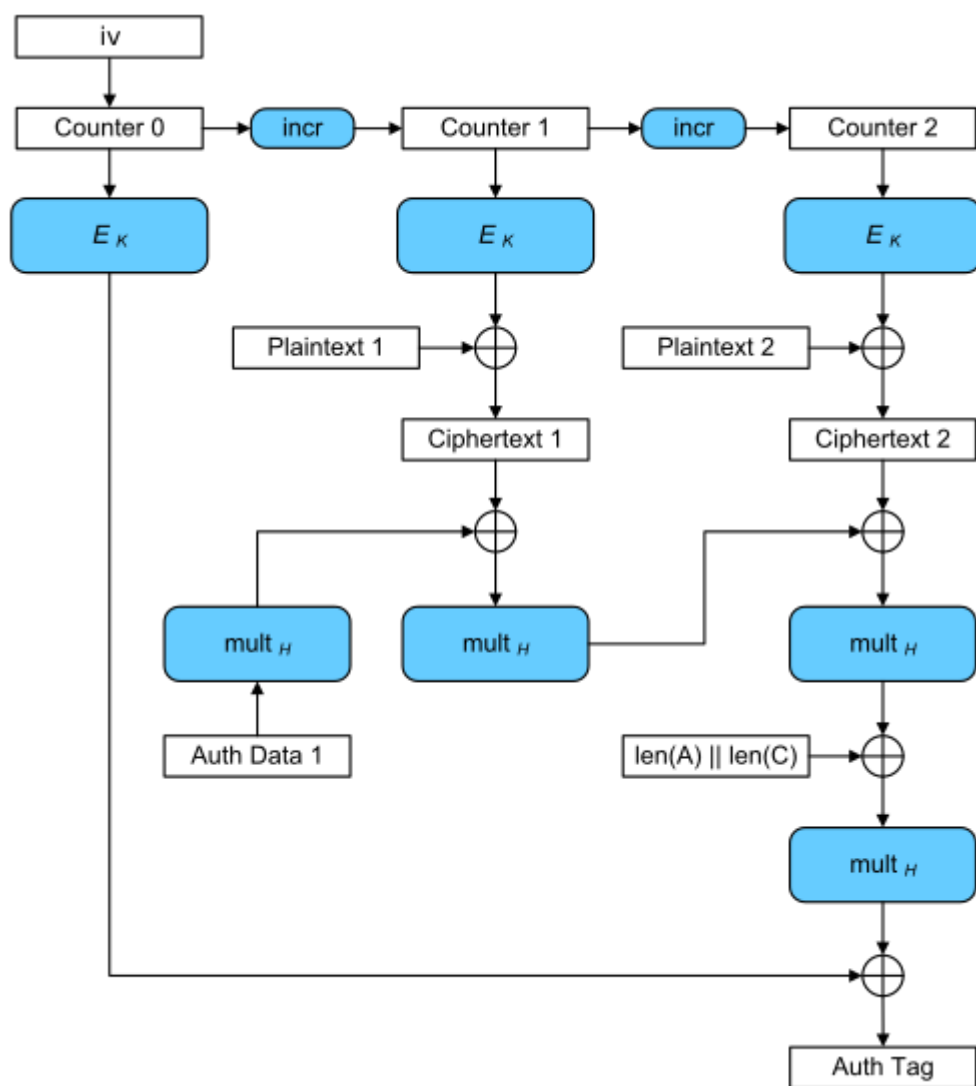 iv
Counter 0
incr
Counter 1
incr
Counter 2
E K
E K
E K
Plaintext 1
Plaintext 2
Ciphertext 1
Ciphertext 2
mult H
mult H
mult H
Auth Data 1
len(A) || len(C)
mult H
Auth Tag